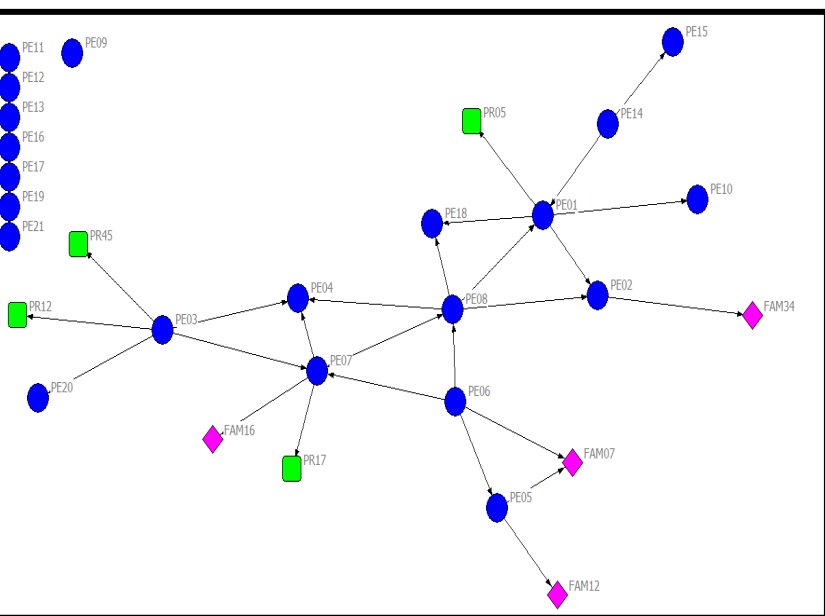 PE15
PE09
PE11
PE12
PE13
PE16
PE17
PE19
PE21
PR05
PE14
PE10
PE01
PE18
PR45
PE04
PE08
PE02
FAM34
PR12
PE03
PE07
PE20
PE06
FAM16
PR17
FAM07
PE05
FAM12